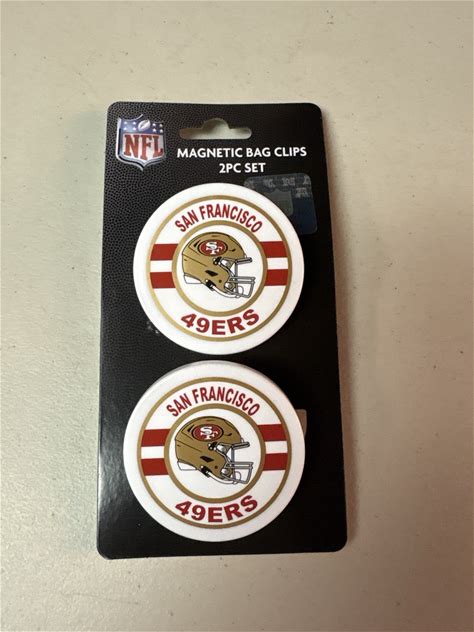 NFL
MAGNETIC BAG CLIPS
2PC SET
SAN FRANCISCO
SF
49ERS
SAN FRANCISCO
SF
49ERS